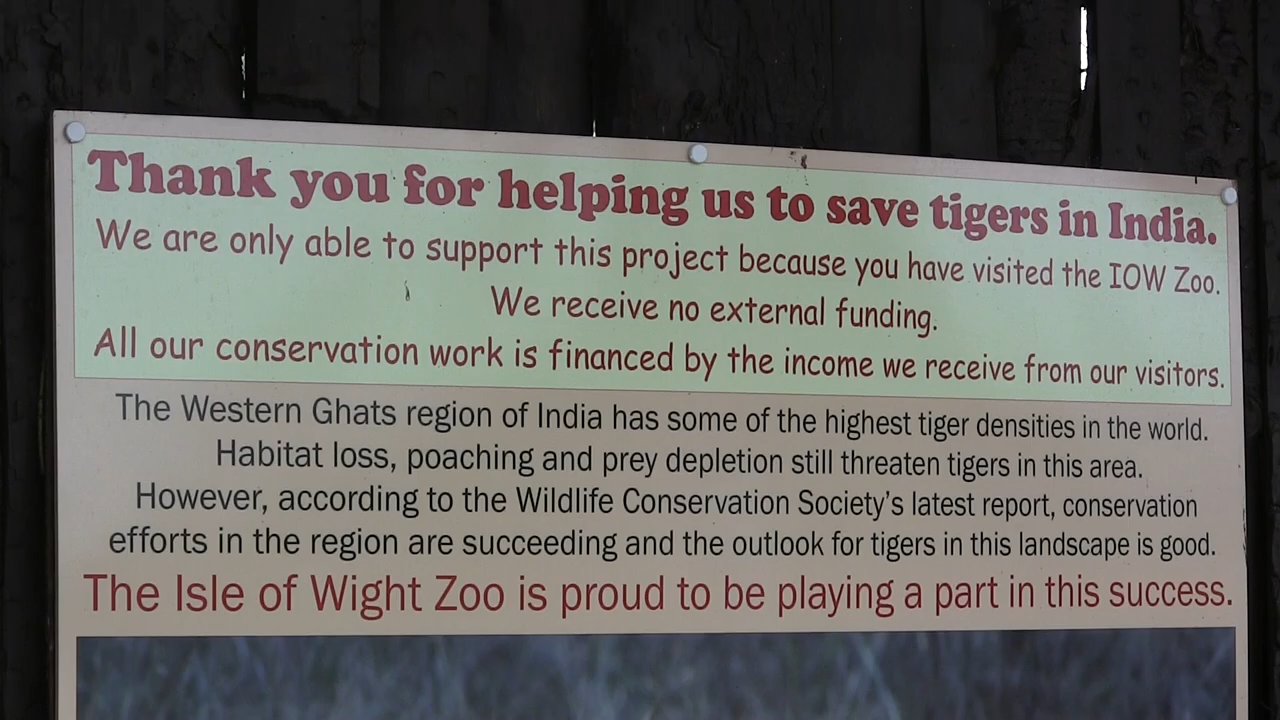 Thank you for helping us to save tigers in India.
We are only able to support this project because you have visited the IOW Zoo.
We receive no external funding.
All our conservation work is financed by the income we receive from our visitors.
The Western Ghats region of India has some of the highest tiger densities in the world.
Habitat loss, poaching and prey depletion still threaten tigers in this area.
However, according to the Wildlife Conservation Society's latest report, conservation
efforts in the region are succeeding and the outlook for tigers in this landscape is good.
The Isle of Wight Zoo is proud to be playing a part in this success.